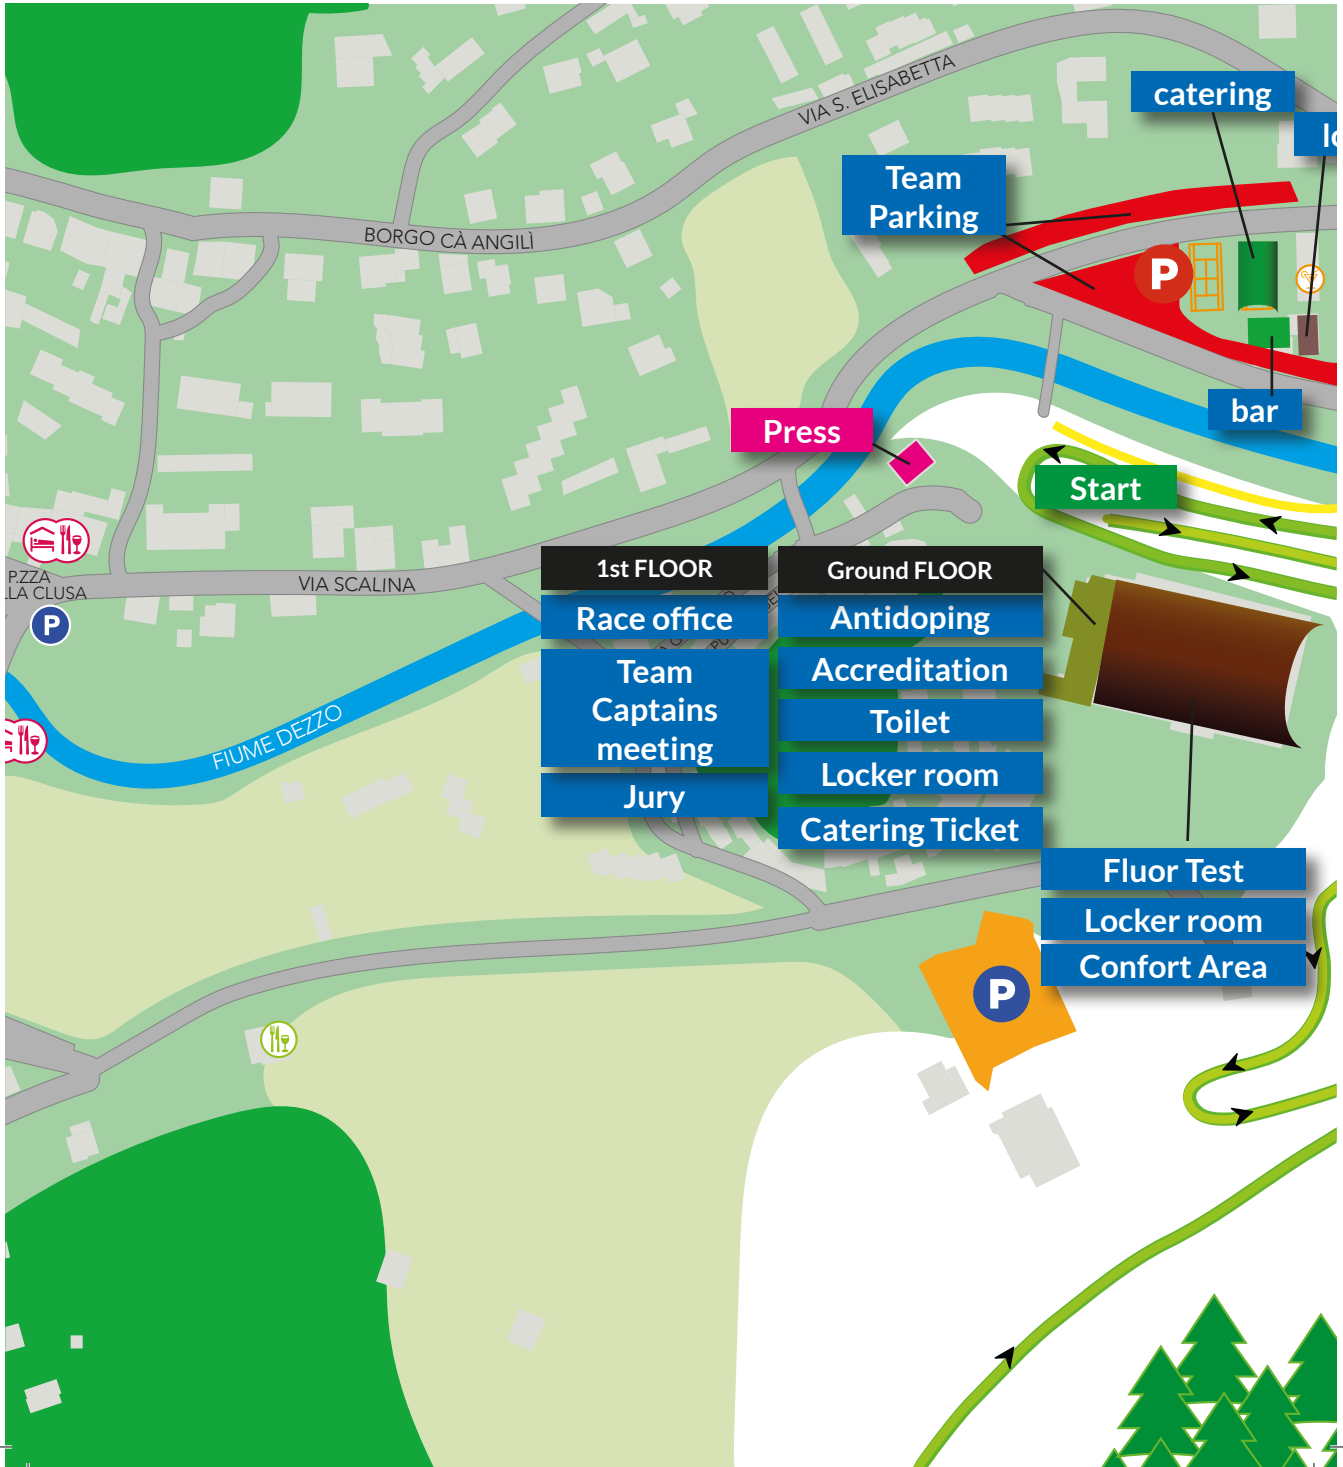 VIA S. ELISABETTA
catering
lo
Team
Parking
BORGO CÀ ANGILÌ
P
bar
Press
Start
P.ZZA
LA CLUSA
P
VIA SCALINA
1st FLOOR
Race office
Team
Captains
meeting
Jury
Ground FLOOR
Antidoping
Accreditation
Toilet
Locker room
Catering Ticket
FIUME DEZZO
Fluor Test
Locker room
Confort Area
P